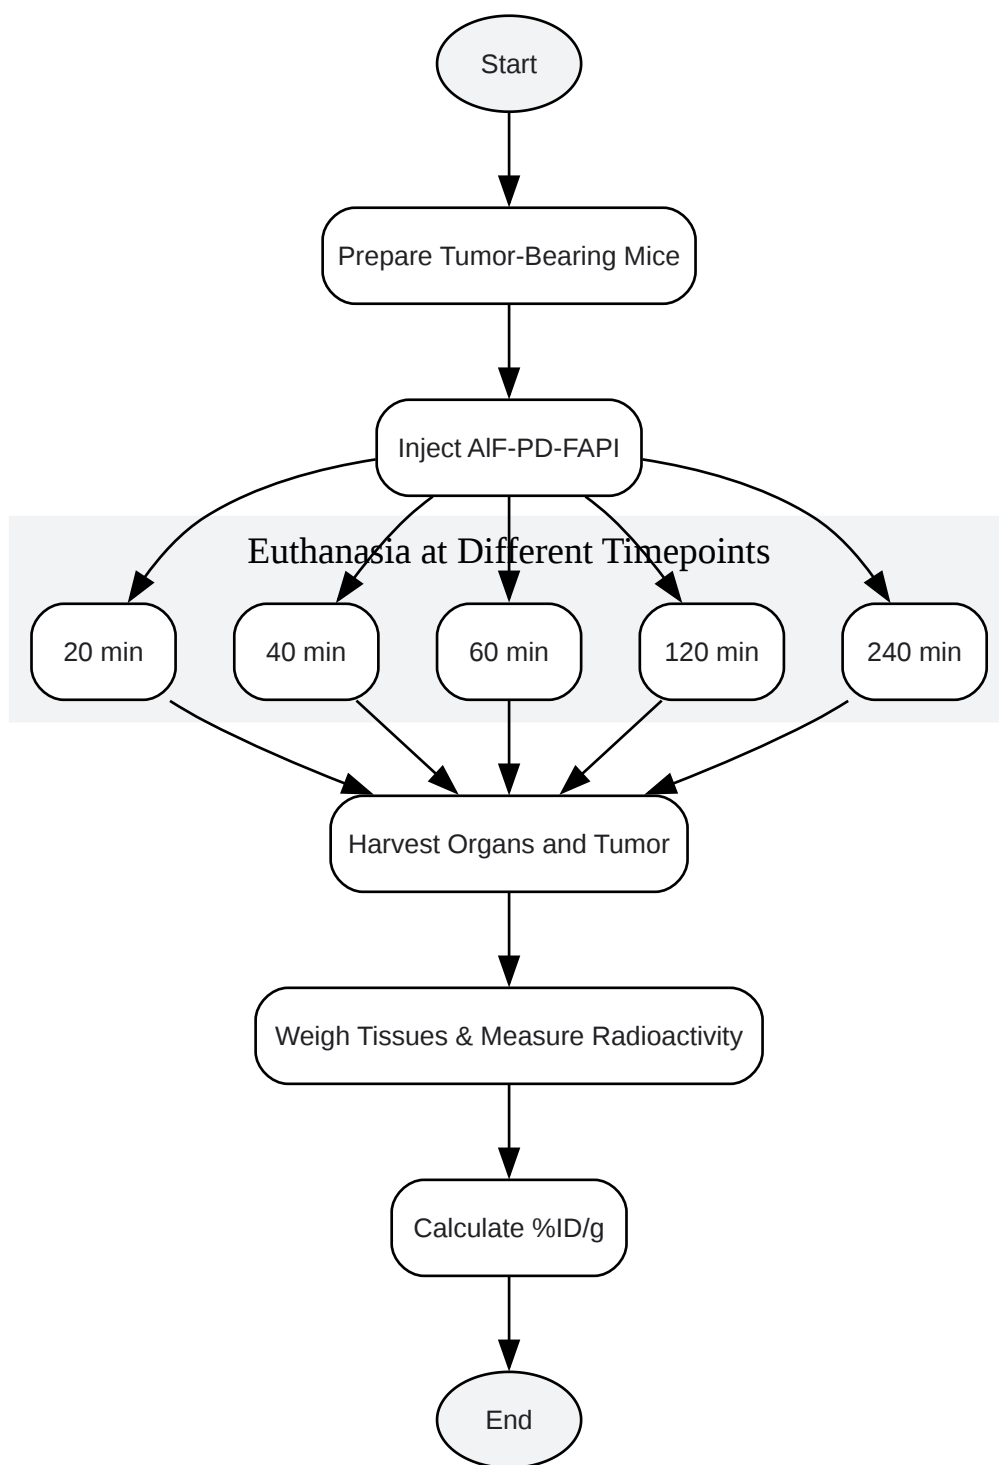 Start
Prepare Tumor-Bearing Mice
Inject AlF-PD-FAPI
Euthanasia at Different Timepoints
20 min
40 min
60 min
120 min
240 min
Harvest Organs and Tumor
Weigh Tissues & Measure Radioactivity
Calculate %ID/g
End